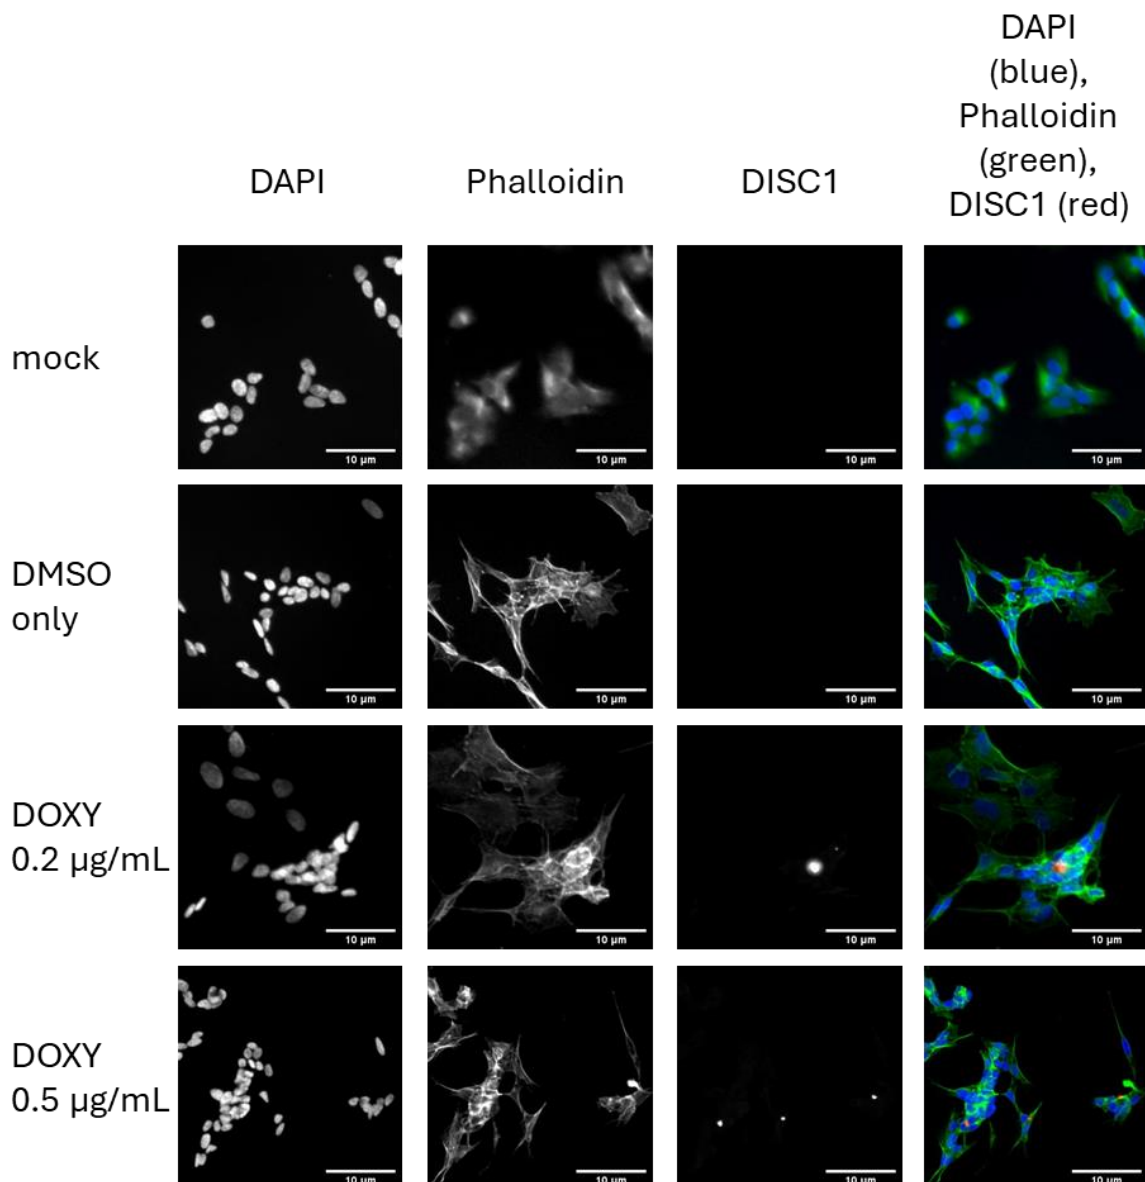 DAPI
(blue),
Phalloidin
(green),
DISC1 (red)
DAPI
Phalloidin
DISC1
mock
10 µm
10 µm
10 µm
DMSO
only
10 µm
10 µm
10 µm
DOXY
0.2 µg/mL
10 µm
10 µm
10 µm
DOXY
0.5 µg/mL
10 µm
10 µm
10 µm
10 µm
10 µm
10 µm
10 µm